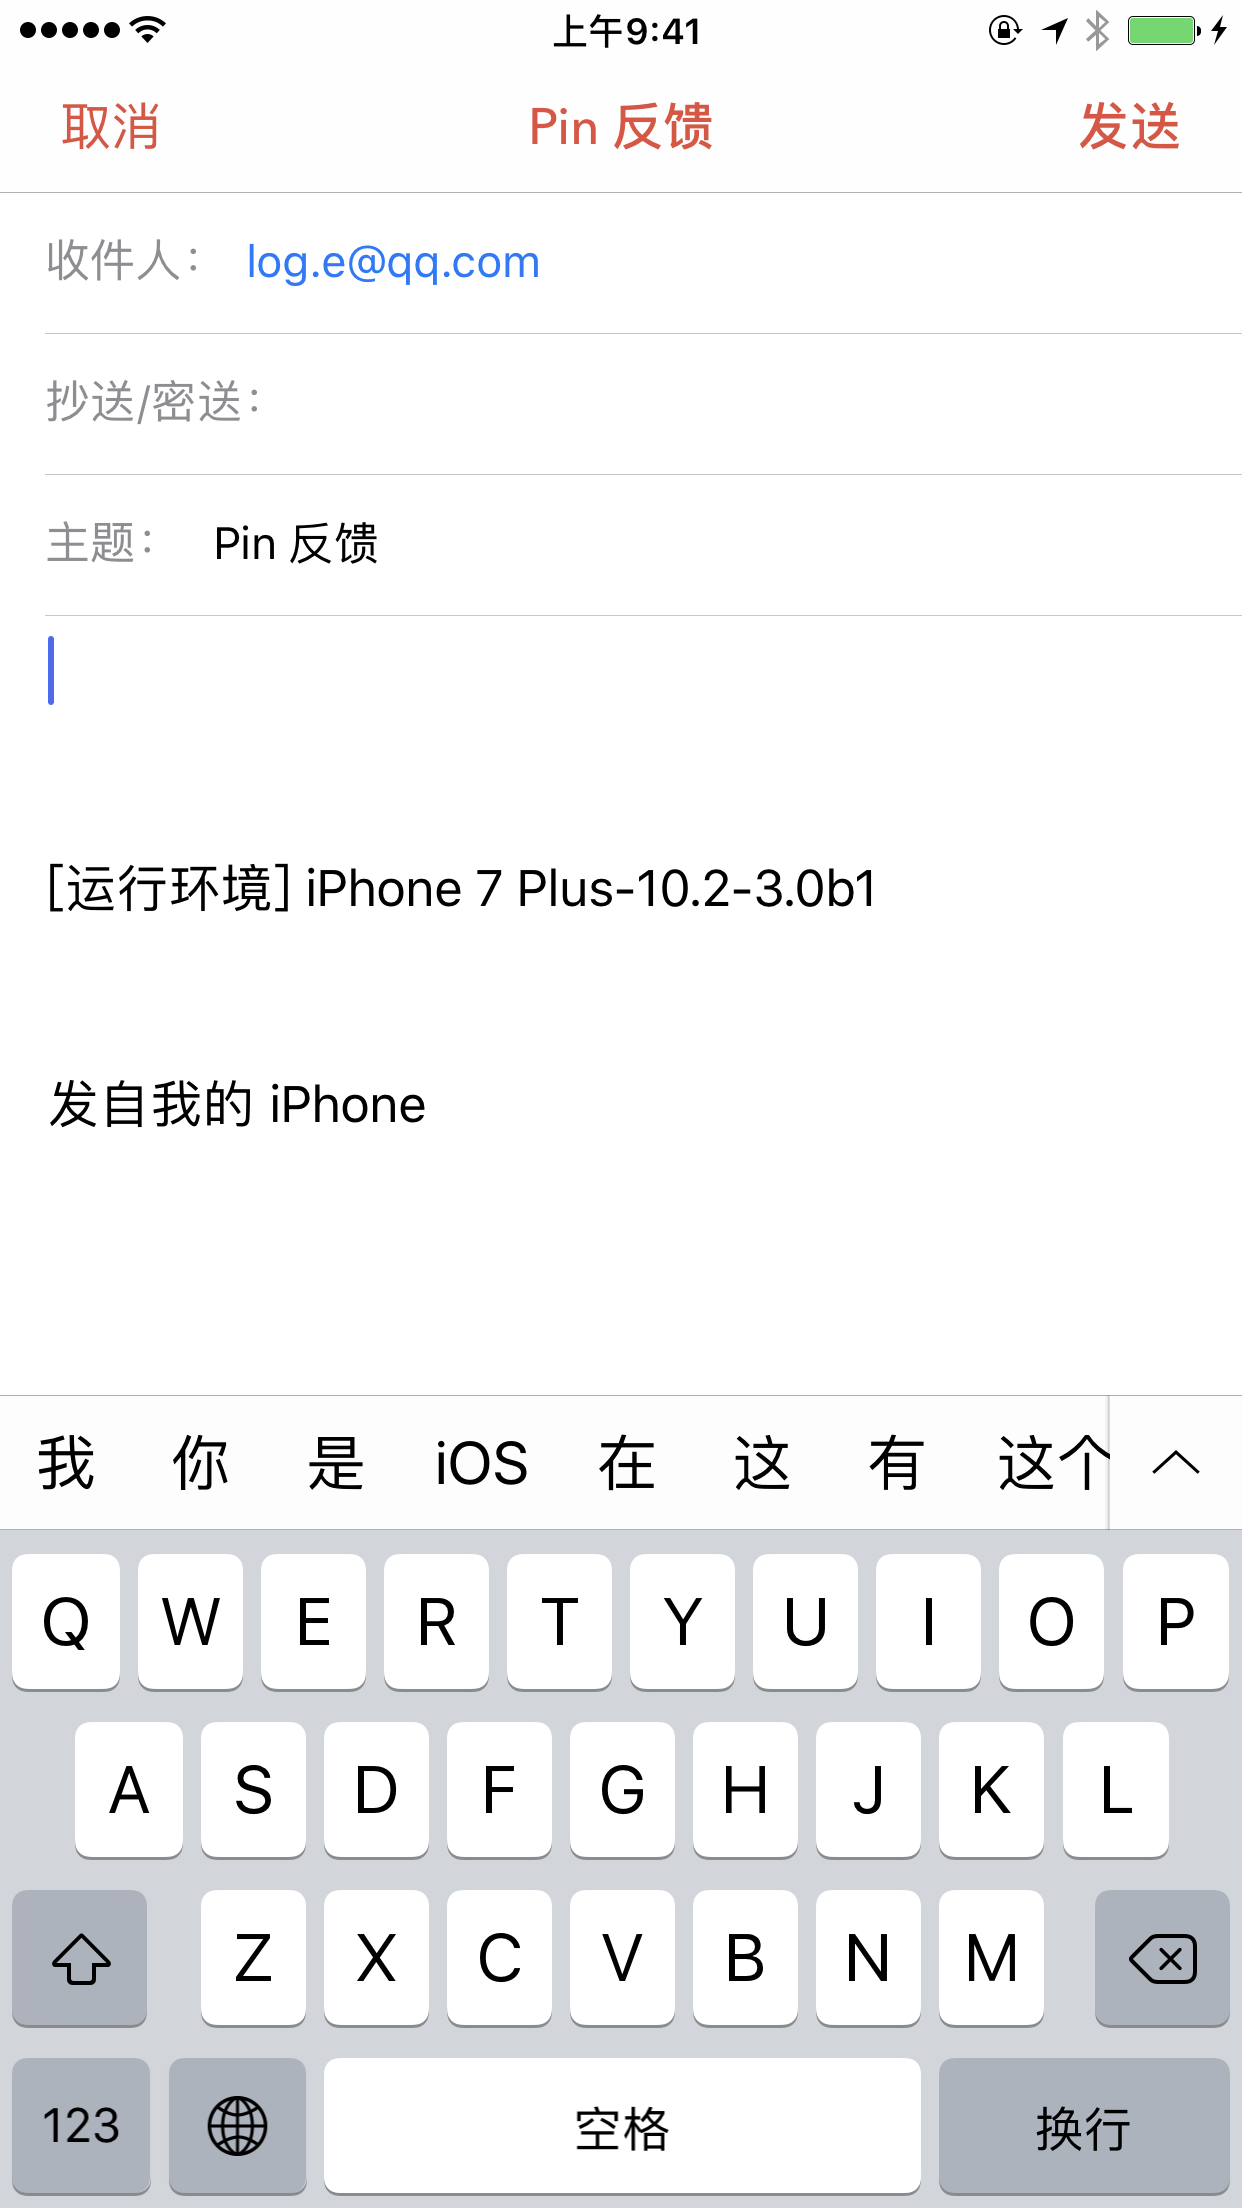 上午9:41
取消 Pin 反馈 发送
收件人： log.e@qq.com
抄送/密送：
主题： Pin 反馈
[运行环境] iPhone 7 Plus-10.2-3.0b1
发自我的 iPhone
我 你 是 iOS 在 这 有 这个
Q W E R T Y U I O P
A S D F G H J K L
Z X C V B N M
123 空格 换行